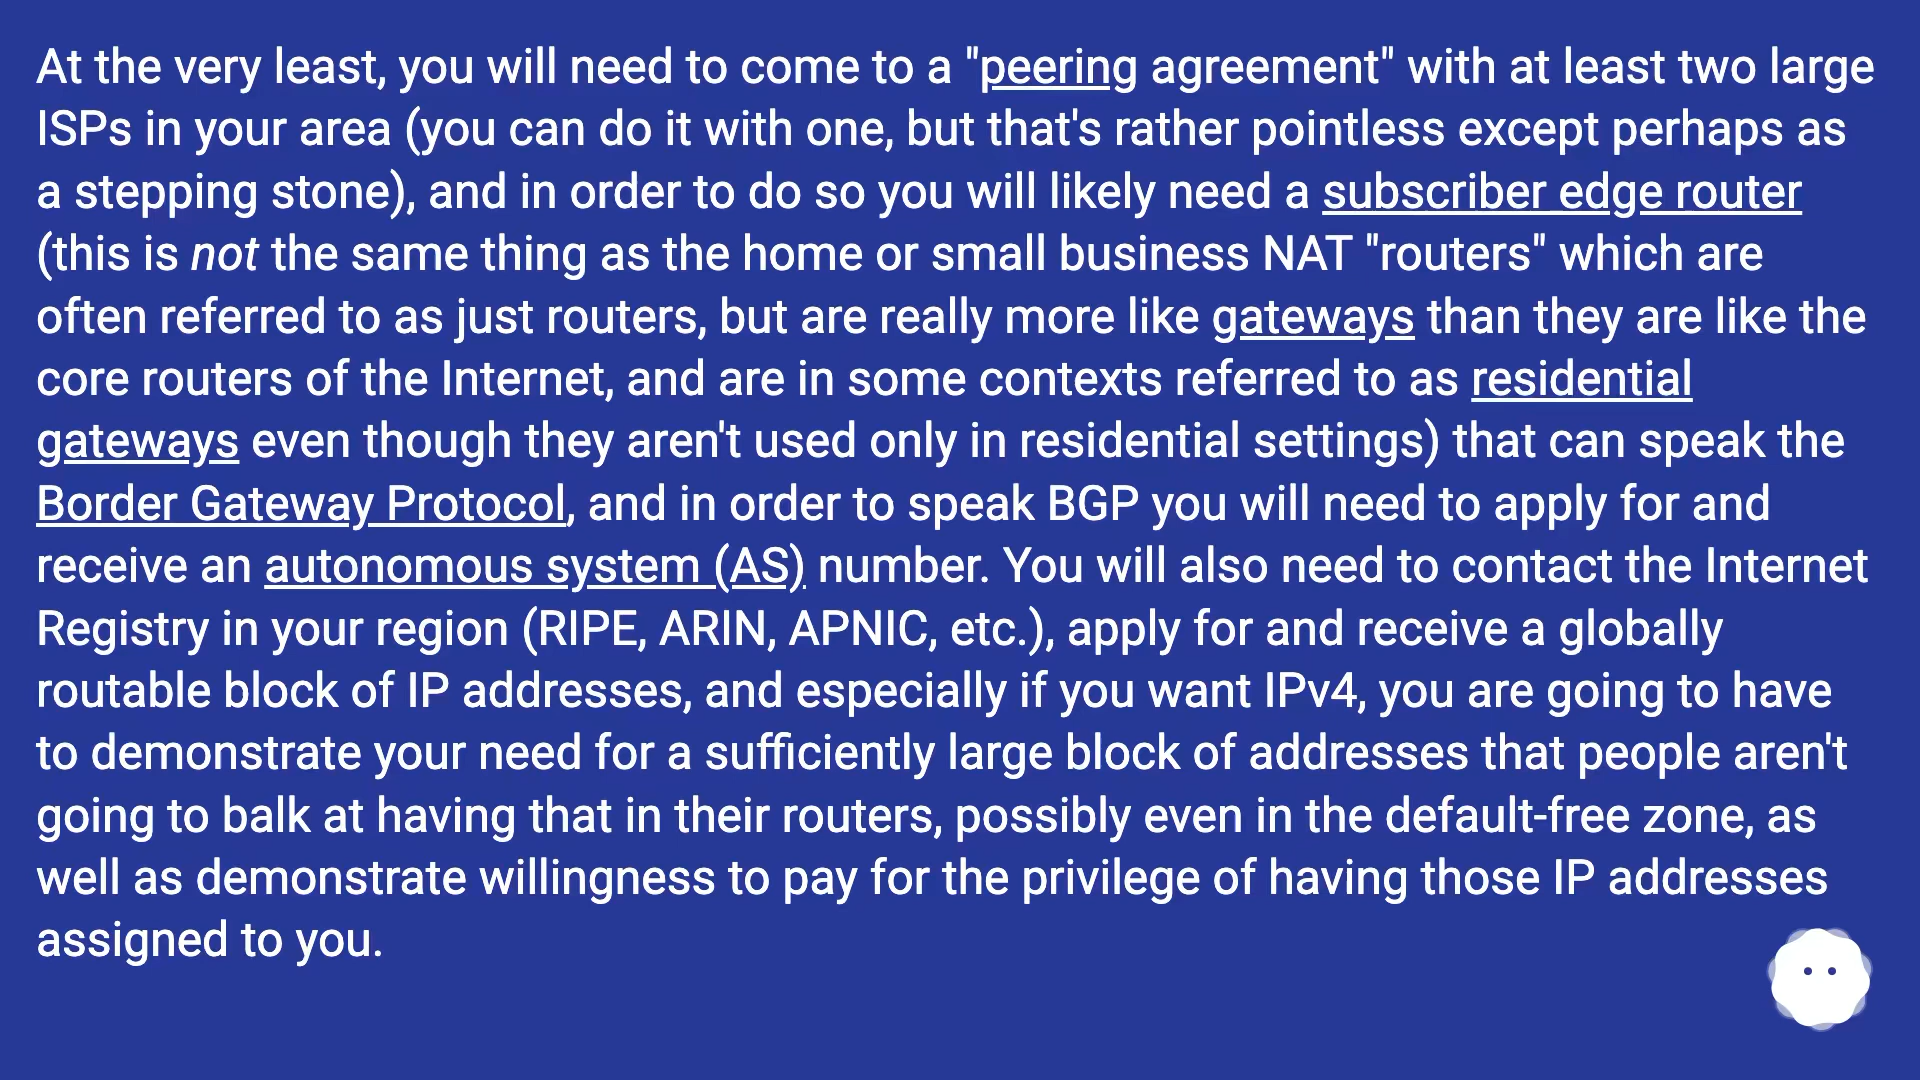 At the very least, you will need to come to a "peering agreement" with at least two large
ISPs in your area (you can do it with one, but that's rather pointless except perhaps as
a stepping stone), and in order to do so you will likely need a subscriber edge router
(this is not the same thing as the home or small business NAT "routers" which are
often referred to as just routers, but are really more like gateways than they are like the
core routers of the Internet, and are in some contexts referred to as residential
gateways even though they aren't used only in residential settings) that can speak the
Border Gateway Protocol, and in order to speak BGP you will need to apply for and
receive an autonomous system (AS) number. You will also need to contact the Internet
Registry in your region (RIPE, ARIN, APNIC, etc.), apply for and receive a globally
routable block of IP addresses, and especially if you want IPv4, you are going to have
to demonstrate your need for a sufficiently large block of addresses that people aren't
going to balk at having that in their routers, possibly even in the default-free zone, as
well as demonstrate willingness to pay for the privilege of having those IP addresses
assigned to you.